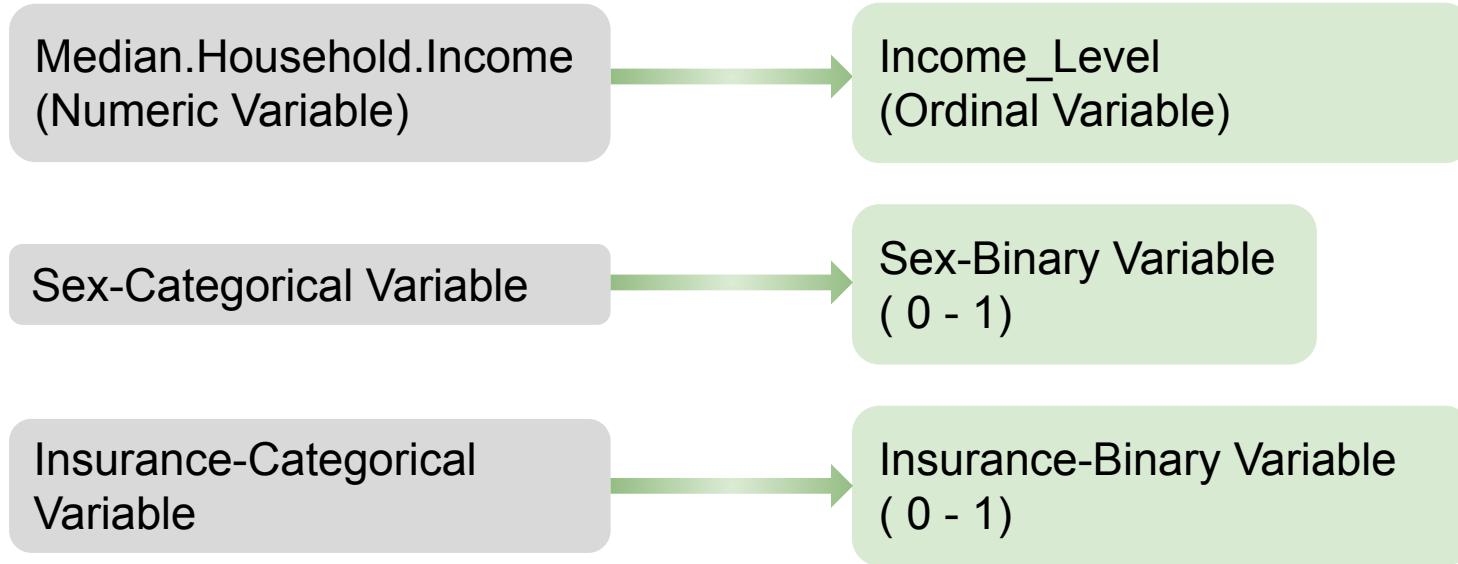 Median.Household.Income
(Numeric Variable)
Income_Level
(Ordinal Variable)
Sex-Categorical Variable
Sex-Binary Variable
( 0 - 1)
Insurance-Categorical
Variable
Insurance-Binary Variable
( 0 - 1)